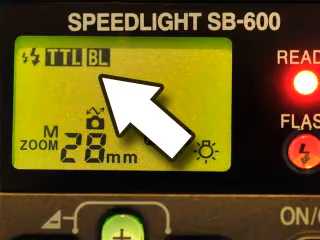 SPEEDLIGHT SB-600
TTL BL
READ
M
ZOOM 28mm
FLAS
ON/O